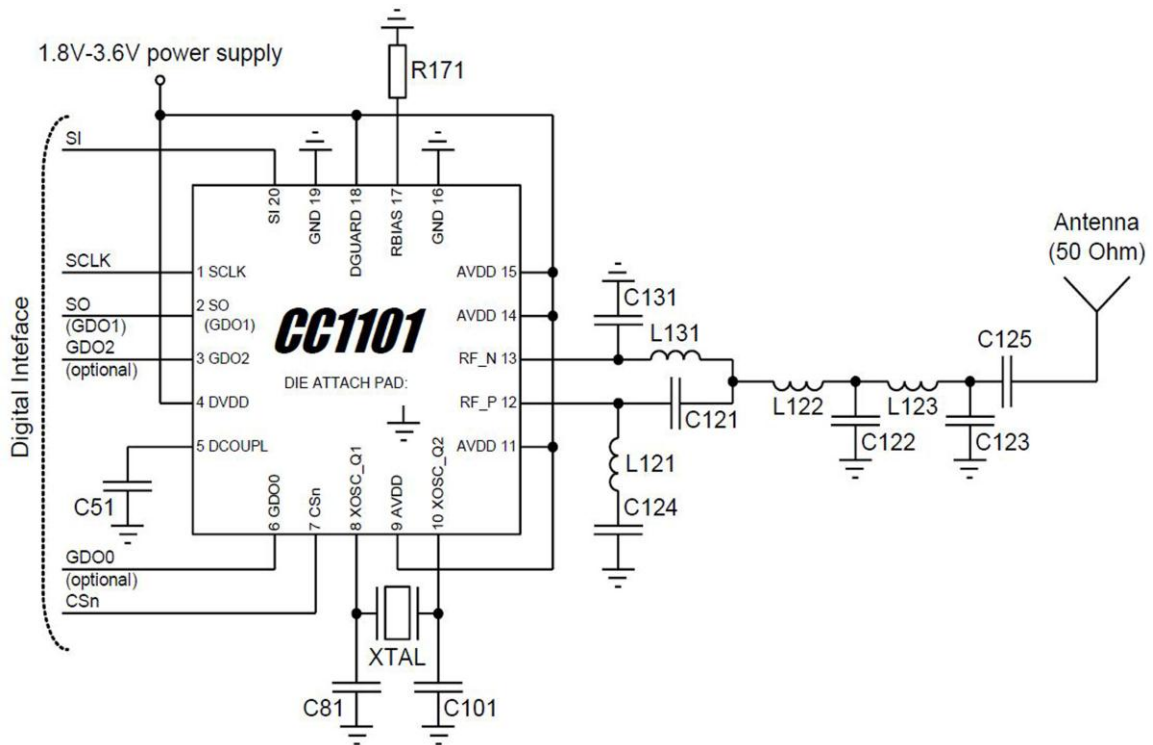 1.8V-3.6V power supply
R171
SI
SI 20
GND 19
DGUARD 18
RBIAS 17
GND 16
Antenna
(50 Ohm)
Digital Inteface
SCLK
1 SCLK
AVDD 15
C131
SO
(GDO1)
2 SO
(GDO1)
CC1101
AVDD 14
L131
C125
GDO2
(optional)
3 GDO2
RF_N 13
DIE ATTACH PAD:
4 DVDD
RF_P 12
C121
L122
L123
C122
C123
5 DCOUPL
AVDD 11
L121
C51
6 GDO0
7 CSn
8 XOSC_Q1
9 AVDD
10 XOSC_Q2
C124
GDO0
(optional)
CSn
XTAL
C81
C101